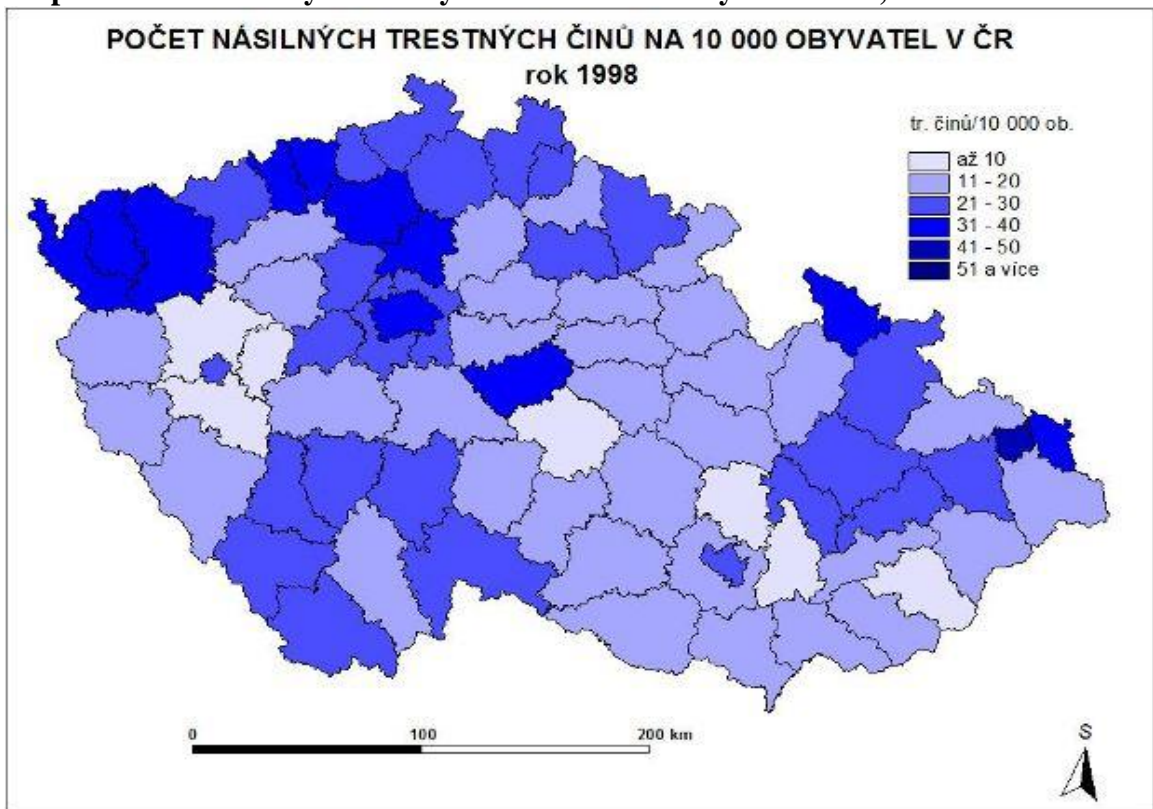 POČET NÁSILNÝCH TRESTNÝCH ČINŮ NA 10 000 OBYVATEL V ČR
rok 1998
tr. činů/10 000 ob.
až 10
11 - 20
21 - 30
31 - 40
41 - 50
51 a více
0 100 200 km
S